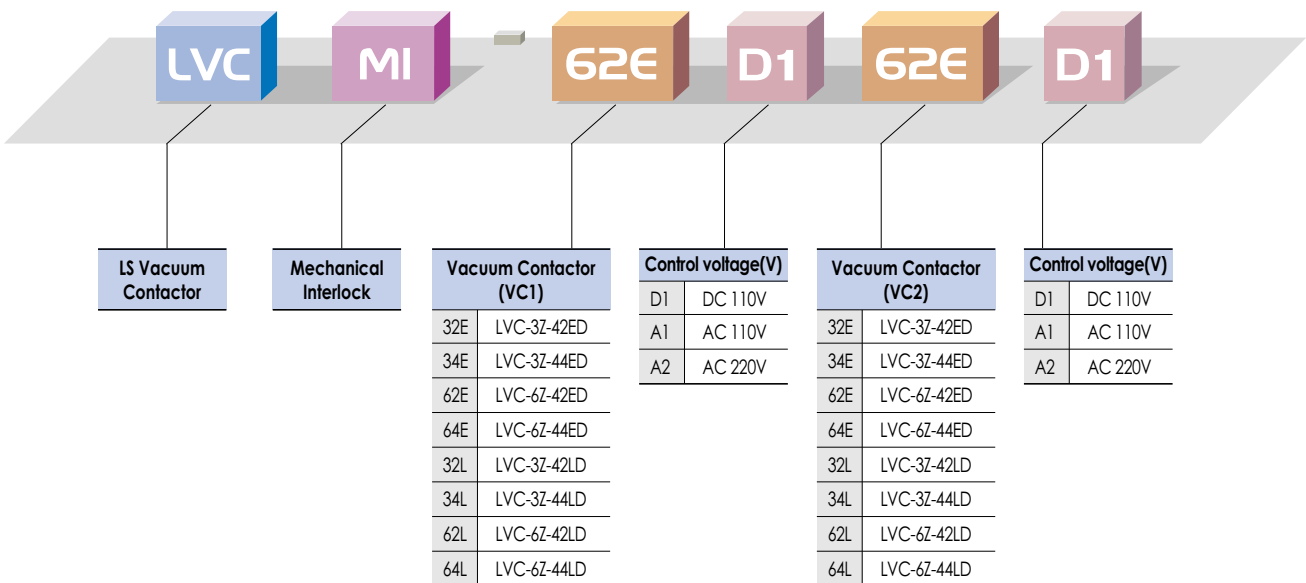 LVC MI 62E D1 62E D1
LS Vacuum
Contactor
Mechanical
Interlock
Vacuum Contactor
(VC1)
32E LVC-3Z-42ED
34E LVC-3Z-44ED
62E LVC-6Z-42ED
64E LVC-6Z-44ED
32L LVC-3Z-42LD
34L LVC-3Z-44LD
62L LVC-6Z-42LD
64L LVC-6Z-44LD
Control voltage(V)
D1 DC 110V
A1 AC 110V
A2 AC 220V
Vacuum Contactor
(VC2)
32E LVC-3Z-42ED
34E LVC-3Z-44ED
62E LVC-6Z-42ED
64E LVC-6Z-44ED
32L LVC-3Z-42LD
34L LVC-3Z-44LD
62L LVC-6Z-42LD
64L LVC-6Z-44LD
Control voltage(V)
D1 DC 110V
A1 AC 110V
A2 AC 220V